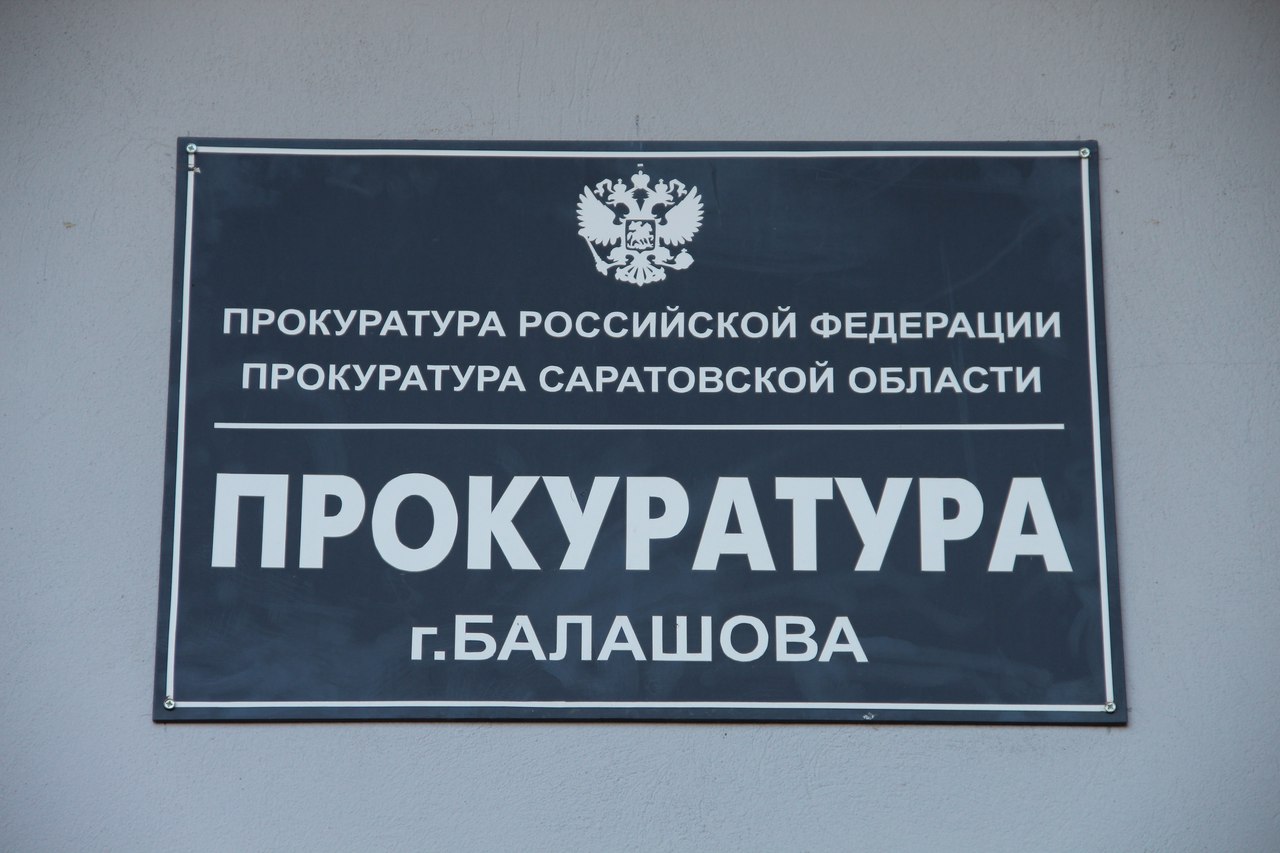 ПРОКУРАТУРА РОССИЙСКОЙ ФЕДЕРАЦИИ
ПРОКУРАТУРА САРАТОВСКОЙ ОБЛАСТИ
ПРОКУРАТУРА
г.БАЛАШОВА